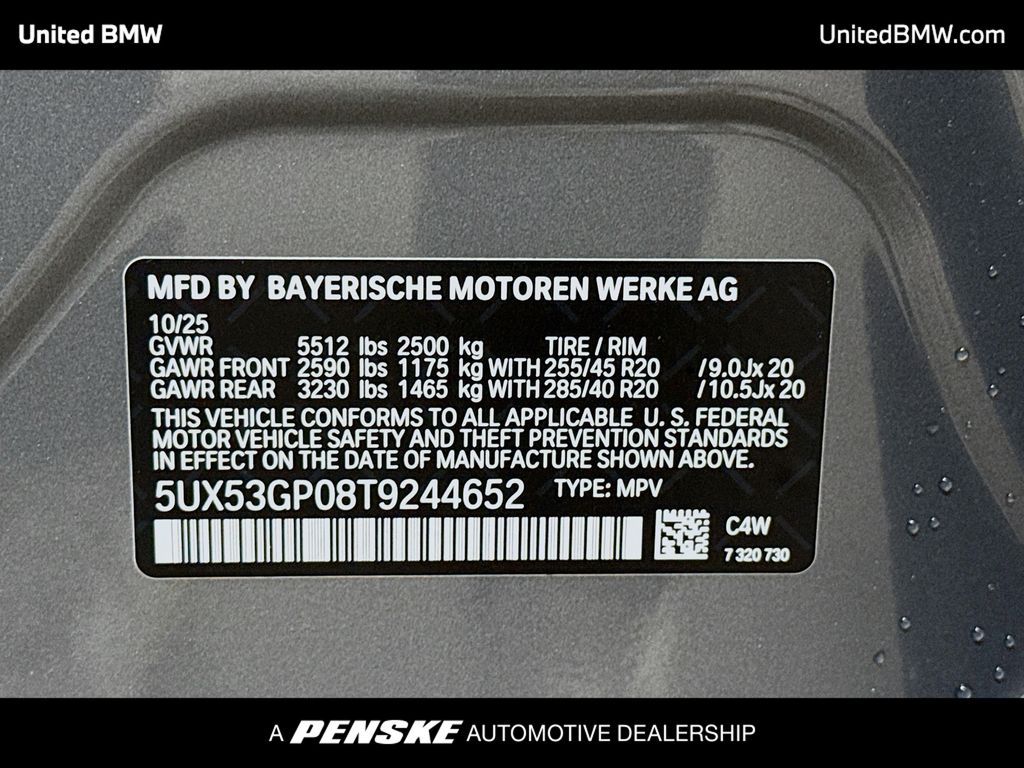 United BMW
UnitedBMW.com
MFD BY BAYERISCHE MOTOREN WERKE AG
10/25
GVWR 5512 lbs 2500 kg TIRE / RIM
GAWR FRONT 2590 lbs 1175 kg WITH 255/45 R20 /9.0Jx 20
GAWR REAR 3230 lbs 1465 kg WITH 285/40 R20 /10.5Jx 20
THIS VEHICLE CONFORMS TO ALL APPLICABLE U. S. FEDERAL
MOTOR VEHICLE SAFETY AND THEFT PREVENTION STANDARDS
IN EFFECT ON THE DATE OF MANUFACTURE SHOWN ABOVE.
5UX53GP08T9244652 TYPE: MPV
C4W
7 320 730
A PENSKE AUTOMOTIVE DEALERSHIP